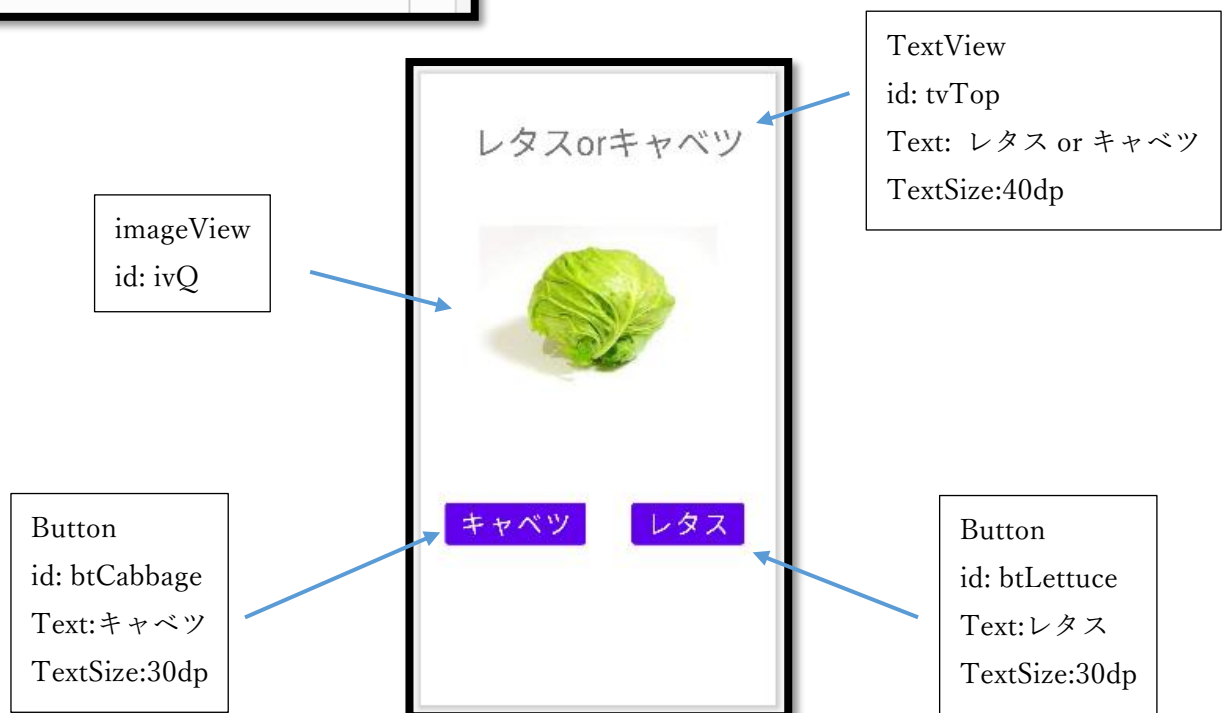 TextView
id: tvTop
Text: レタス or キャベツ
TextSize:40dp
レタスorキャベツ
imageView
id: ivQ
キャベツ
レタス
Button
id: btCabbage
Text:キャベツ
TextSize:30dp
Button
id: btLettuce
Text:レタス
TextSize:30dp